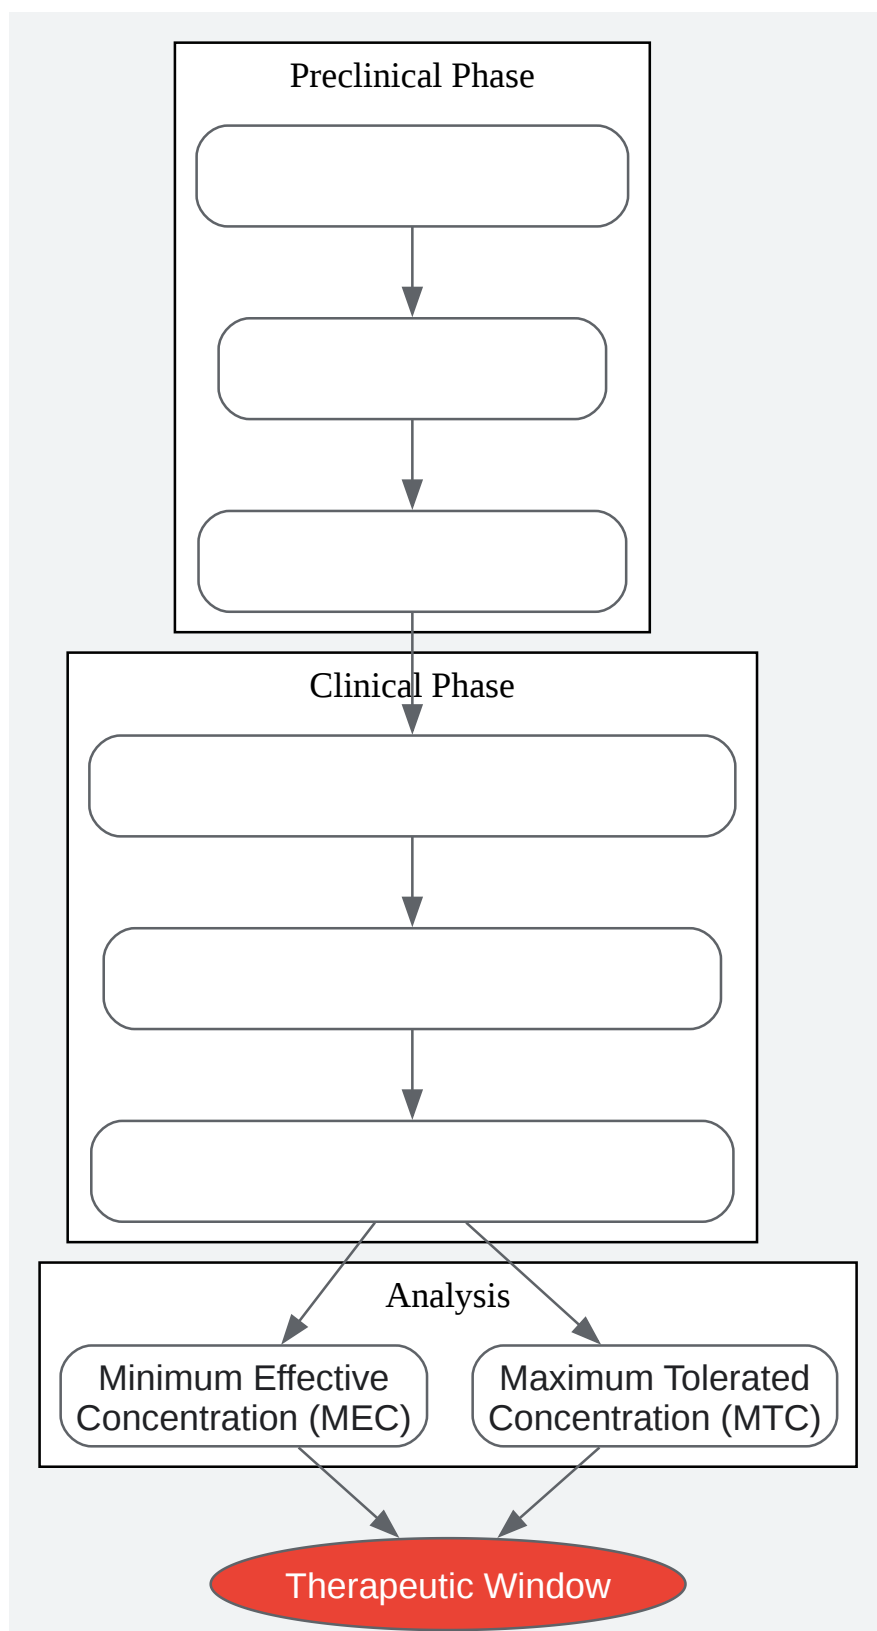 Preclinical Phase
Clinical Phase
Analysis
Minimum Effective
Concentration (MEC)
Maximum Tolerated
Concentration (MTC)
Therapeutic Window